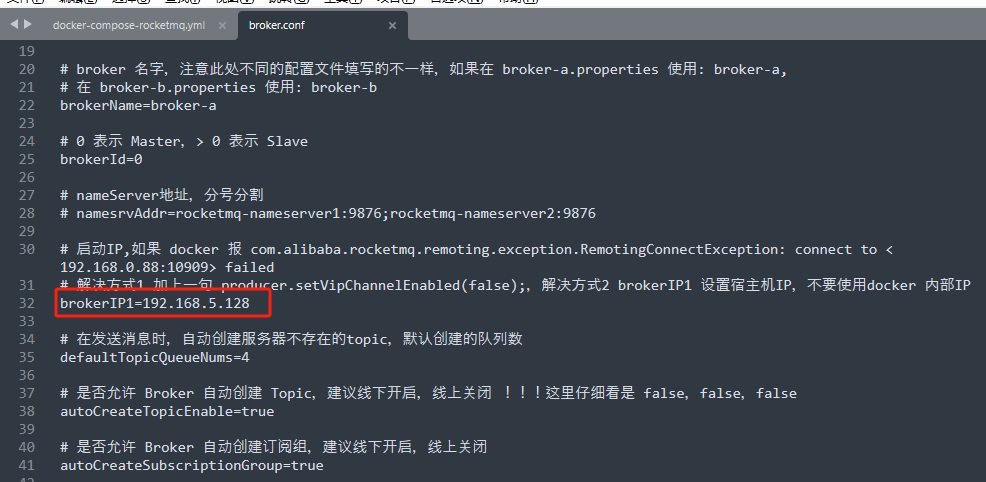 docker-compose-rocketmq.yml
broker.conf
19
20 # broker 名字, 注意此处不同的配置文件填写的不一样, 如果在 broker-a.properties 使用: broker-a,
21 # 在 broker-b.properties 使用: broker-b
22 brokerName=broker-a
23
24 # 0 表示 Master, > 0 表示 Slave
25 brokerId=0
26
27 # nameServer地址, 分号分割
28 # namesrvAddr=rocketmq-nameserver1:9876;rocketmq-nameserver2:9876
29
30 # 启动IP,如果 docker 报 com.alibaba.rocketmq.remoting.exception.RemotingConnectException: connect to <
192.168.0.88:10909> failed
31 # 解决方式1 加上一句 producer.setVipChannelEnabled(false);, 解决方式2 brokerIP1 设置宿主机IP, 不要使用docker 内部IP
32 brokerIP1=192.168.5.128
33
34 # 在发送消息时, 自动创建服务器不存在的topic, 默认创建的队列数
35 defaultTopicQueueNums=4
36
37 # 是否允许 Broker 自动创建 Topic, 建议线下开启, 线上关闭 ！！！这里仔细看是 false, false, false
38 autoCreateTopicEnable=true
39
40 # 是否允许 Broker 自动创建订阅组, 建议线下开启, 线上关闭
41 autoCreateSubscriptionGroup=true